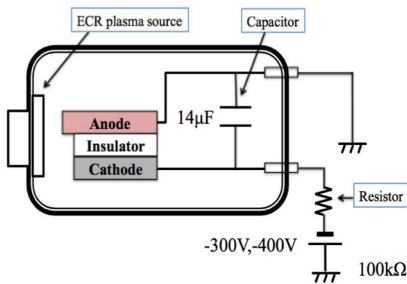 ECR plasma source
Capacitor
Anode
14μF
Insulator
Cathode
Resistor
-300V,-400V
100kΩ